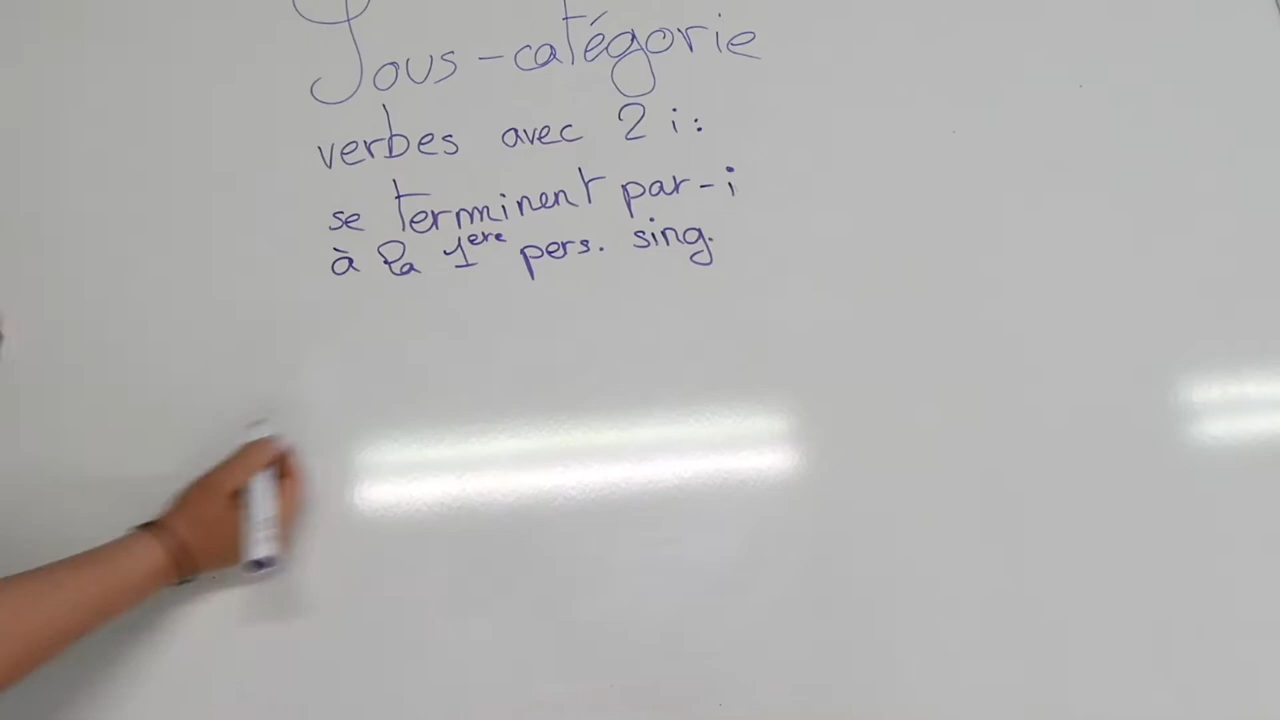 Sous-catégorie
verbes avec 2 i:
se terminent par -i
à la 1ère pers. sing.